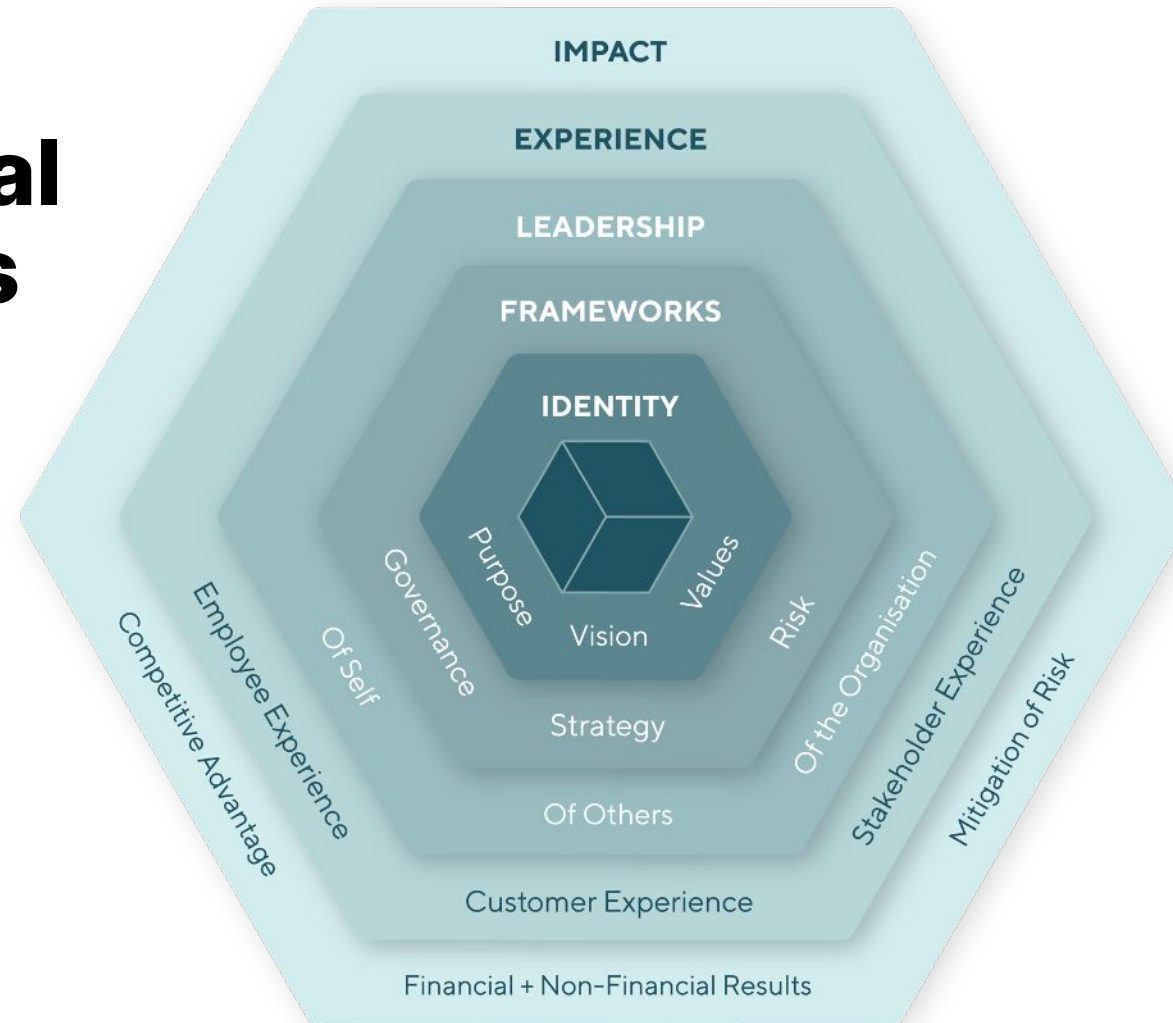 al
s
IMPACT
EXPERIENCE
LEADERSHIP
FRAMEWORKS
IDENTITY
Purpose
Vision
Values
Governance
Strategy
Risk
Of Self
Of Others
Of the Organisation
Employee Experience
Customer Experience
Stakeholder Experience
Competitive Advantage
Financial + Non-Financial Results
Mitigation of Risk